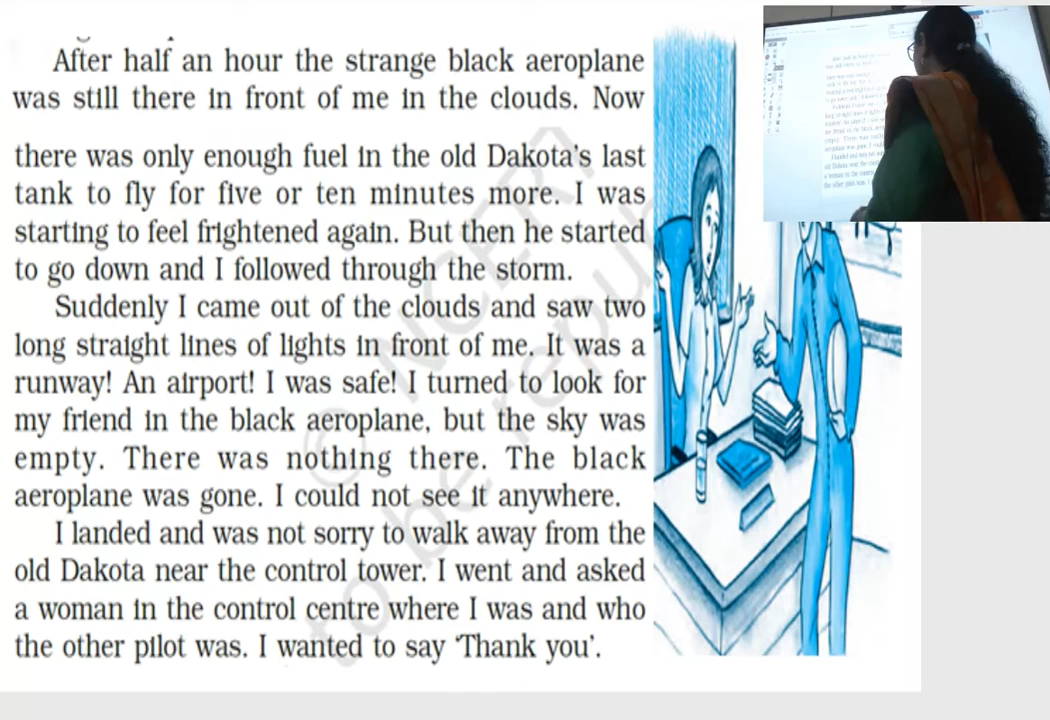 After half an hour the strange black aeroplane
was still there in front of me in the clouds. Now
there was only enough fuel in the old Dakota's last
tank to fly for five or ten minutes more. I was
starting to feel frightened again. But then he started
to go down and I followed through the storm.
Suddenly I came out of the clouds and saw two
long straight lines of lights in front of me. It was a
runway! An airport! I was safe! I turned to look for
my friend in the black aeroplane, but the sky was
empty. There was nothing there. The black
aeroplane was gone. I could not see it anywhere.
I landed and was not sorry to walk away from the
old Dakota near the control tower. I went and asked
a woman in the control centre where I was and who
the other pilot was. I wanted to say 'Thank you'.
© NCERT
to be republ